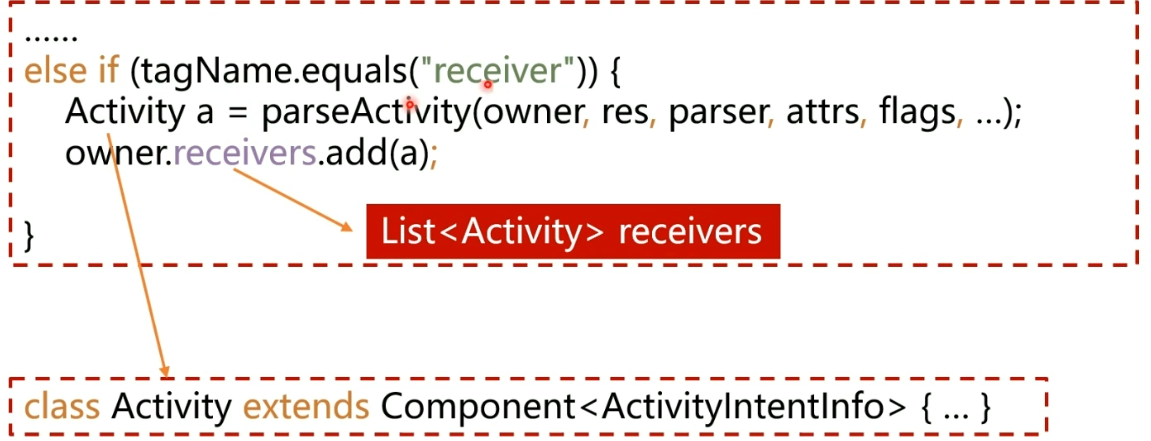 ......
else if (tagName.equals("receiver")) {
Activity a = parseActivity(owner, res, parser, attrs, flags, ...);
owner.receivers.add(a);
}
List<Activity> receivers
class Activity extends Component<ActivityIntentInfo> { ... }